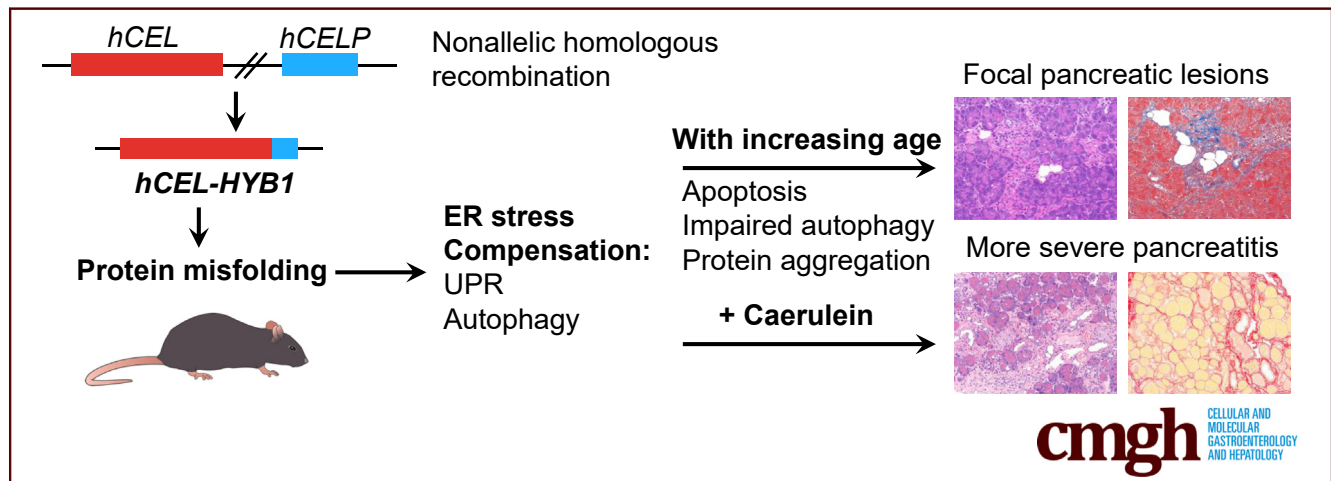 hCEL
hCELP
Nonallelic homologous
recombination
hCEL-HYB1
Protein misfolding
ER stress
Compensation:
UPR
Autophagy
With increasing age
Apoptosis
Impaired autophagy
Protein aggregation
+ Caerulein
Focal pancreatic lesions
More severe pancreatitis
cmgh
CELLULAR AND
MOLECULAR
GASTROENTEROLOGY
AND HEPATOLOGY